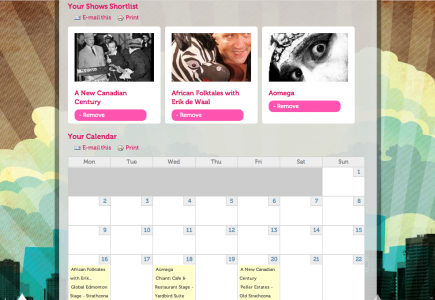 Your Shows Shortlist
E-mail this Print
A New Canadian
Century
- Remove
African Folktales with
Erik de Waal
- Remove
Aomega
- Remove
Your Calendar
E-mail this Print
Mon Tue Wed Thu Fri Sat Sun
1
2 3 4 5 6 7 8
9 10 11 12 13 14 15
16 17 18 19 20 21 22
African Folktales
with Erik...
Global Edmonton
Stage - Strathcona
Aomega
Chianti Cafe &
Restaurant Stage -
Yardbird Suite
A New Canadian
Century
Peller Estates -
Old Strathcona